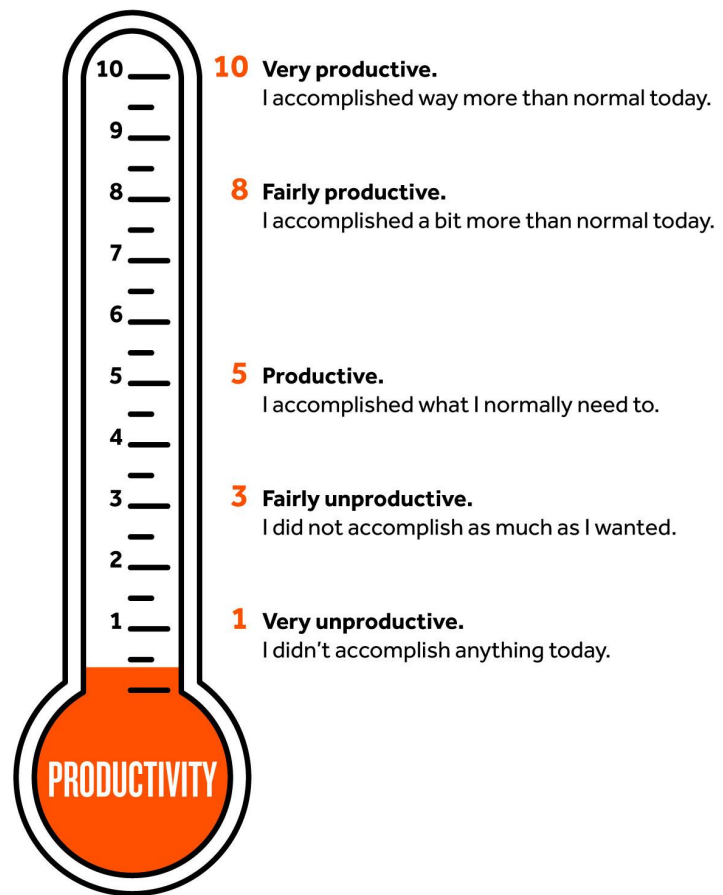 10
9
8
7
6
5
4
3
2
1
PRODUCTIVITY
10 Very productive.
I accomplished way more than normal today.
8 Fairly productive.
I accomplished a bit more than normal today.
5 Productive.
I accomplished what I normally need to.
3 Fairly unproductive.
I did not accomplish as much as I wanted.
1 Very unproductive.
I didn’t accomplish anything today.